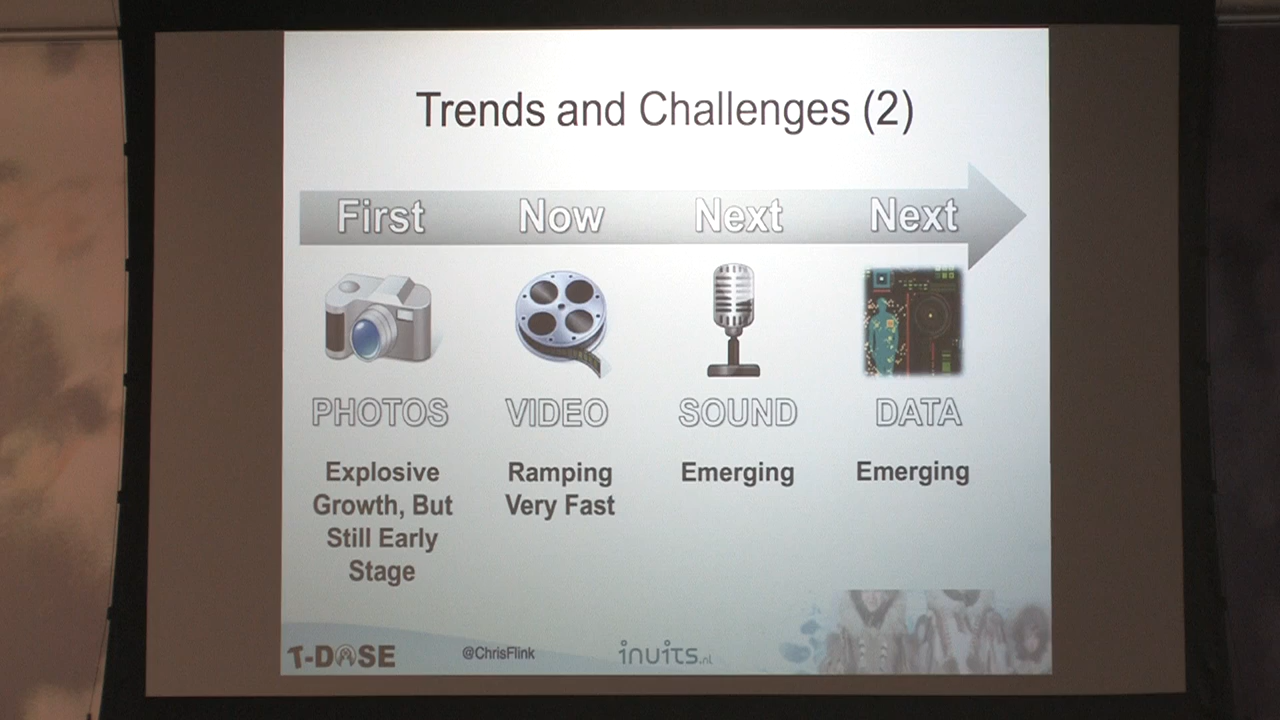 Trends and Challenges (2)
First Now Next Next
PHOTOS VIDEO SOUND DATA
Explosive Growth, But Still Early Stage
Ramping Very Fast
Emerging
Emerging
T-DOSE @ChrisFlink inuits.nl